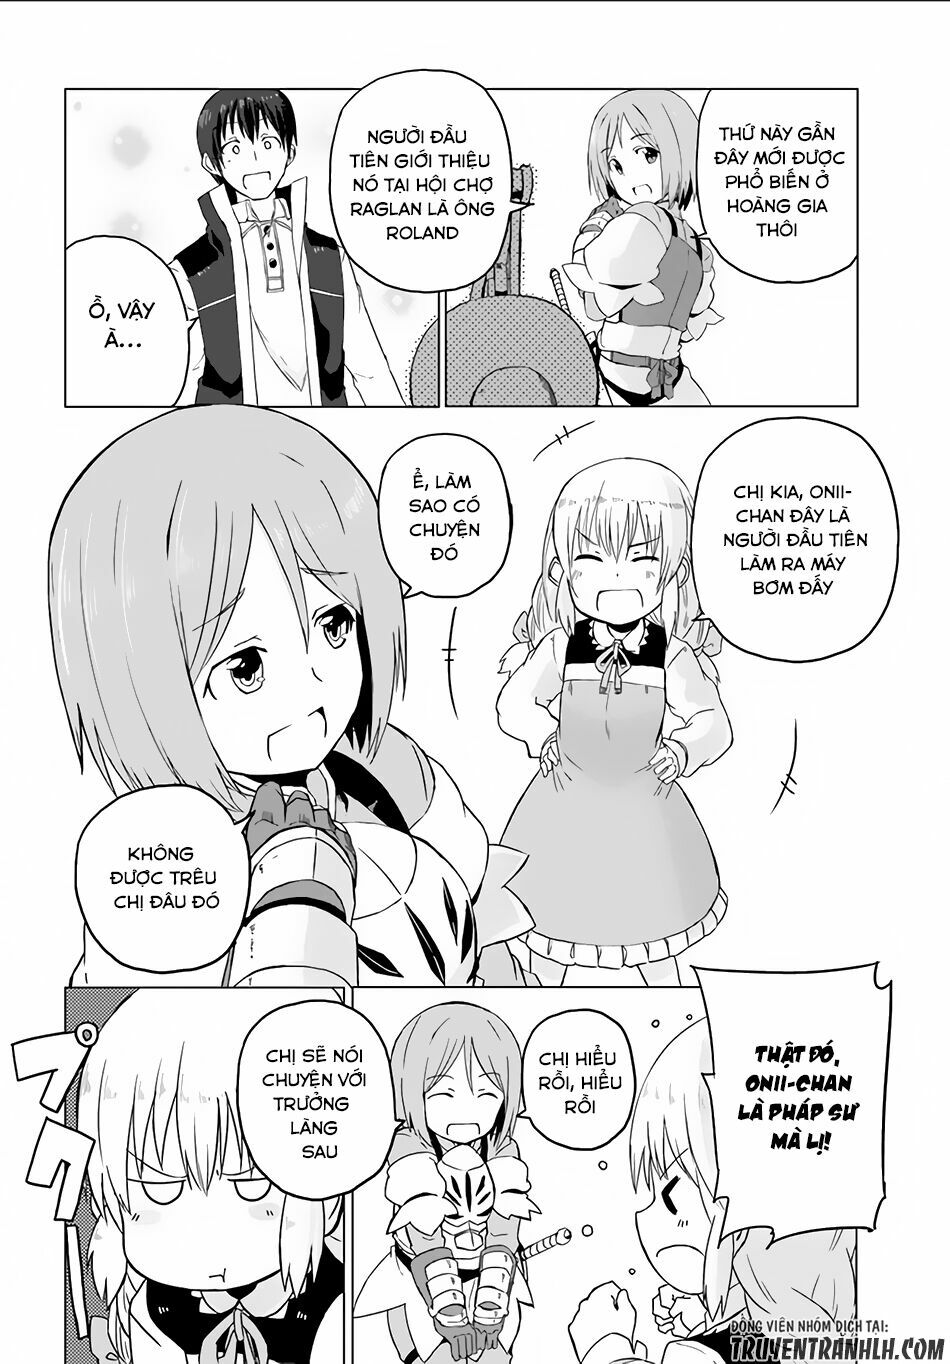 THỨ NÀY GẦN
ĐÂY MỚI ĐƯỢC
PHỔ BIẾN Ở
HOÀNG GIA
THÔI
NGƯỜI ĐẦU
TIÊN GIỚI THIỆU
NÓ TẠI HỘI CHỢ
RAGLAN LÀ ÔNG
ROLAND
Ồ, VẬY
À...
CHỊ KIA, ONII-
CHAN ĐÂY LÀ
NGƯỜI ĐẦU TIÊN
LÀM RA MÁY
BƠM ĐẤY
Ể, LÀM
SAO CÓ
CHUYỆN
ĐÓ
KHÔNG
ĐƯỢC TRÊU
CHỊ ĐÂU ĐÓ
THẬT ĐÓ,
ONII-CHAN
LÀ PHÁP SƯ
MÀ LỊ!
CHỊ HIỂU
RỒI, HIỂU
RỒI
CHỊ SẼ NÓI
CHUYỆN VỚI
TRƯỞNG
LÀNG
SAU
プクゥ
ĐỘNG VIÊN NHÓM DỊCH TẠI:
TRUYENTRANHLH.COM